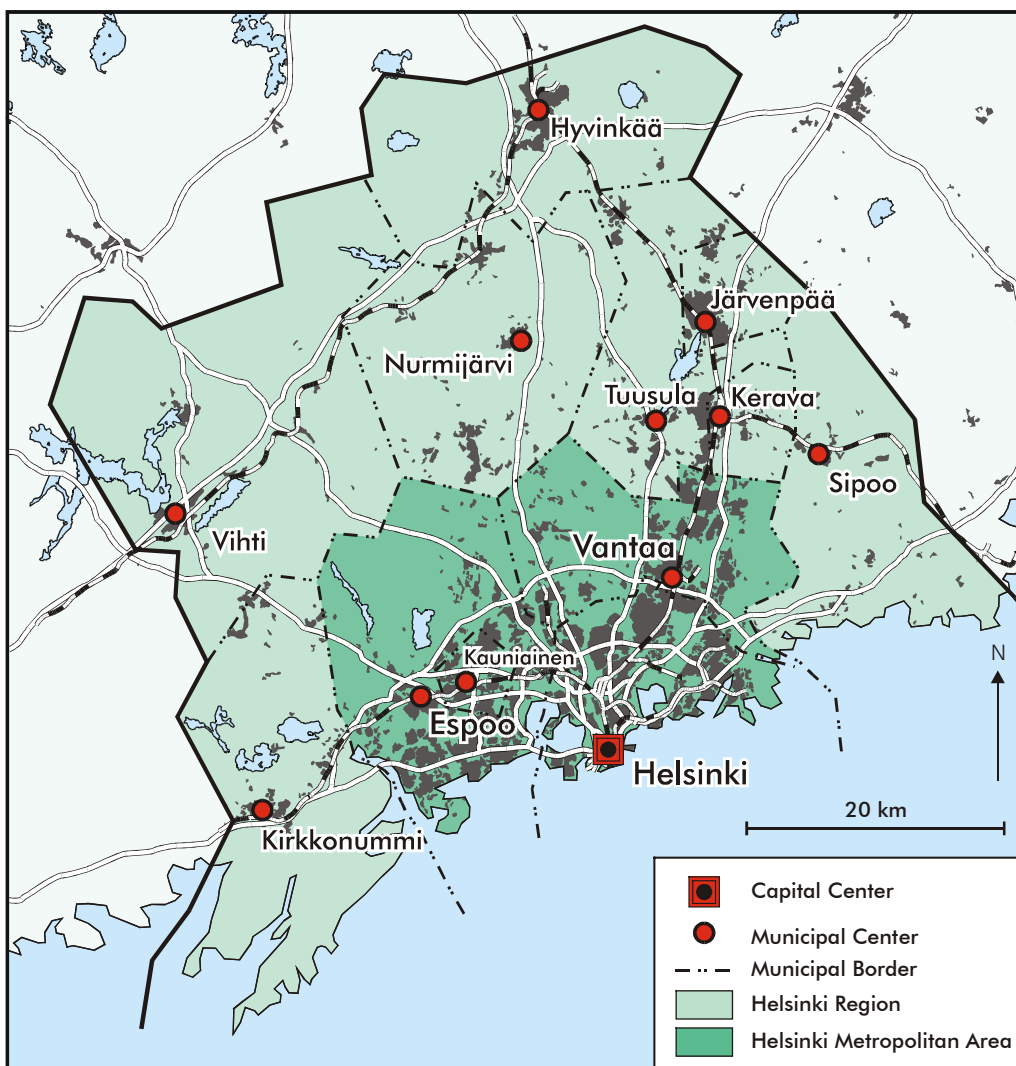 Hyvinkää
Järvenpää
Nurmijärvi
Tuusula
Kerava
Sipoo
Vihti
Vantaa
Kauniainen
Espoo
Helsinki
Kirkkonummi
N
20 km
Capital Center
Municipal Center
Municipal Border
Helsinki Region
Helsinki Metropolitan Area